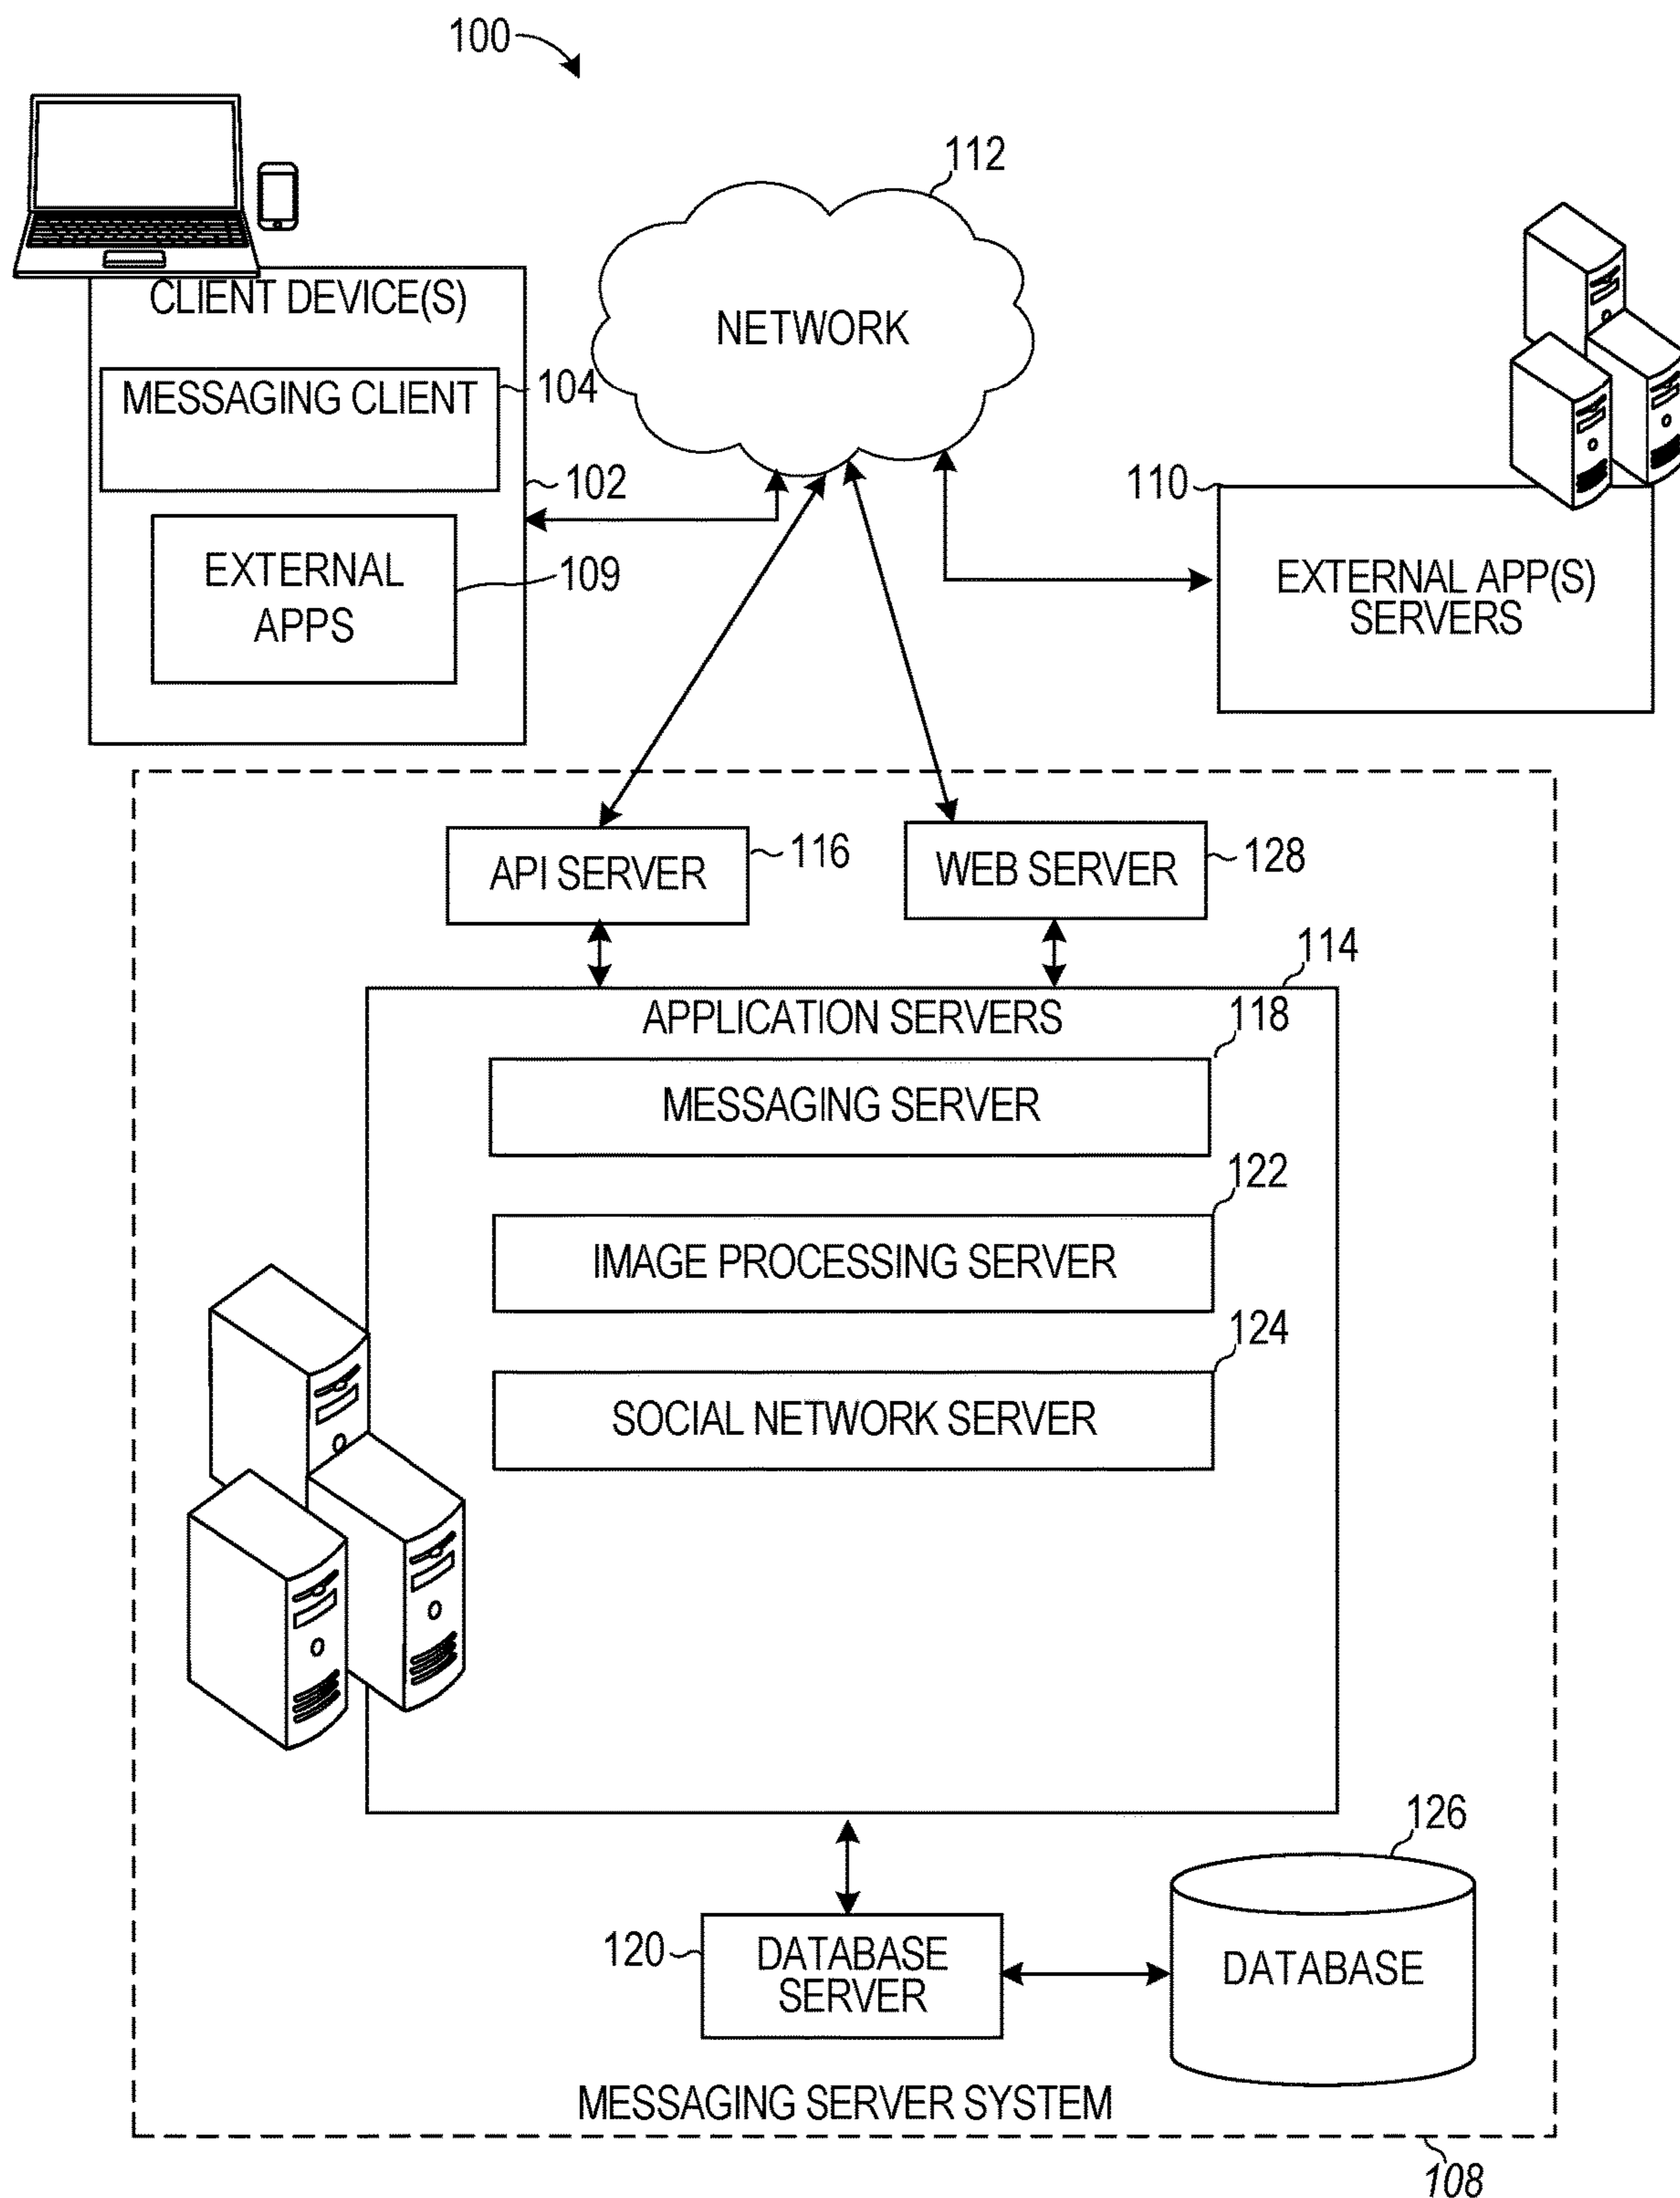 100
112
CLIENT DEVICE(S)
NETWORK
MESSAGING CLIENT
104
102
110
EXTERNAL
APPS
109
EXTERNAL APP(S)
SERVERS
API SERVER
116
WEB SERVER
128
114
APPLICATION SERVERS
118
MESSAGING SERVER
122
IMAGE PROCESSING SERVER
124
SOCIAL NETWORK SERVER
126
120
DATABASE
SERVER
DATABASE
MESSAGING SERVER SYSTEM
108